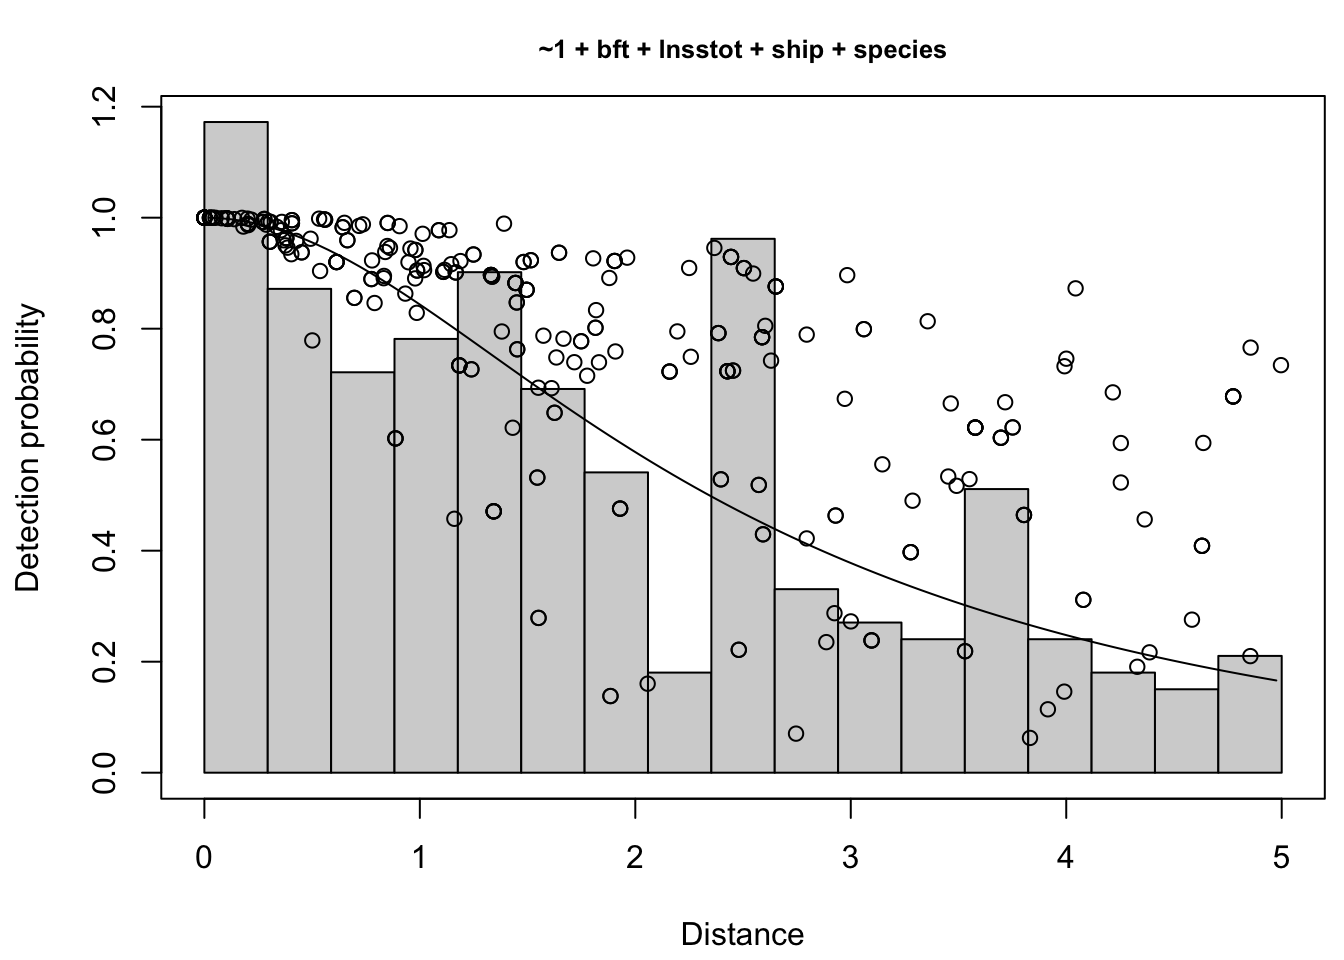 ~1 + bft + lnsstot + ship + species
1.2
1.0
0.8
0.6
0.4
0.2
0.0
Detection probability
0 1 2 3 4 5
Distance